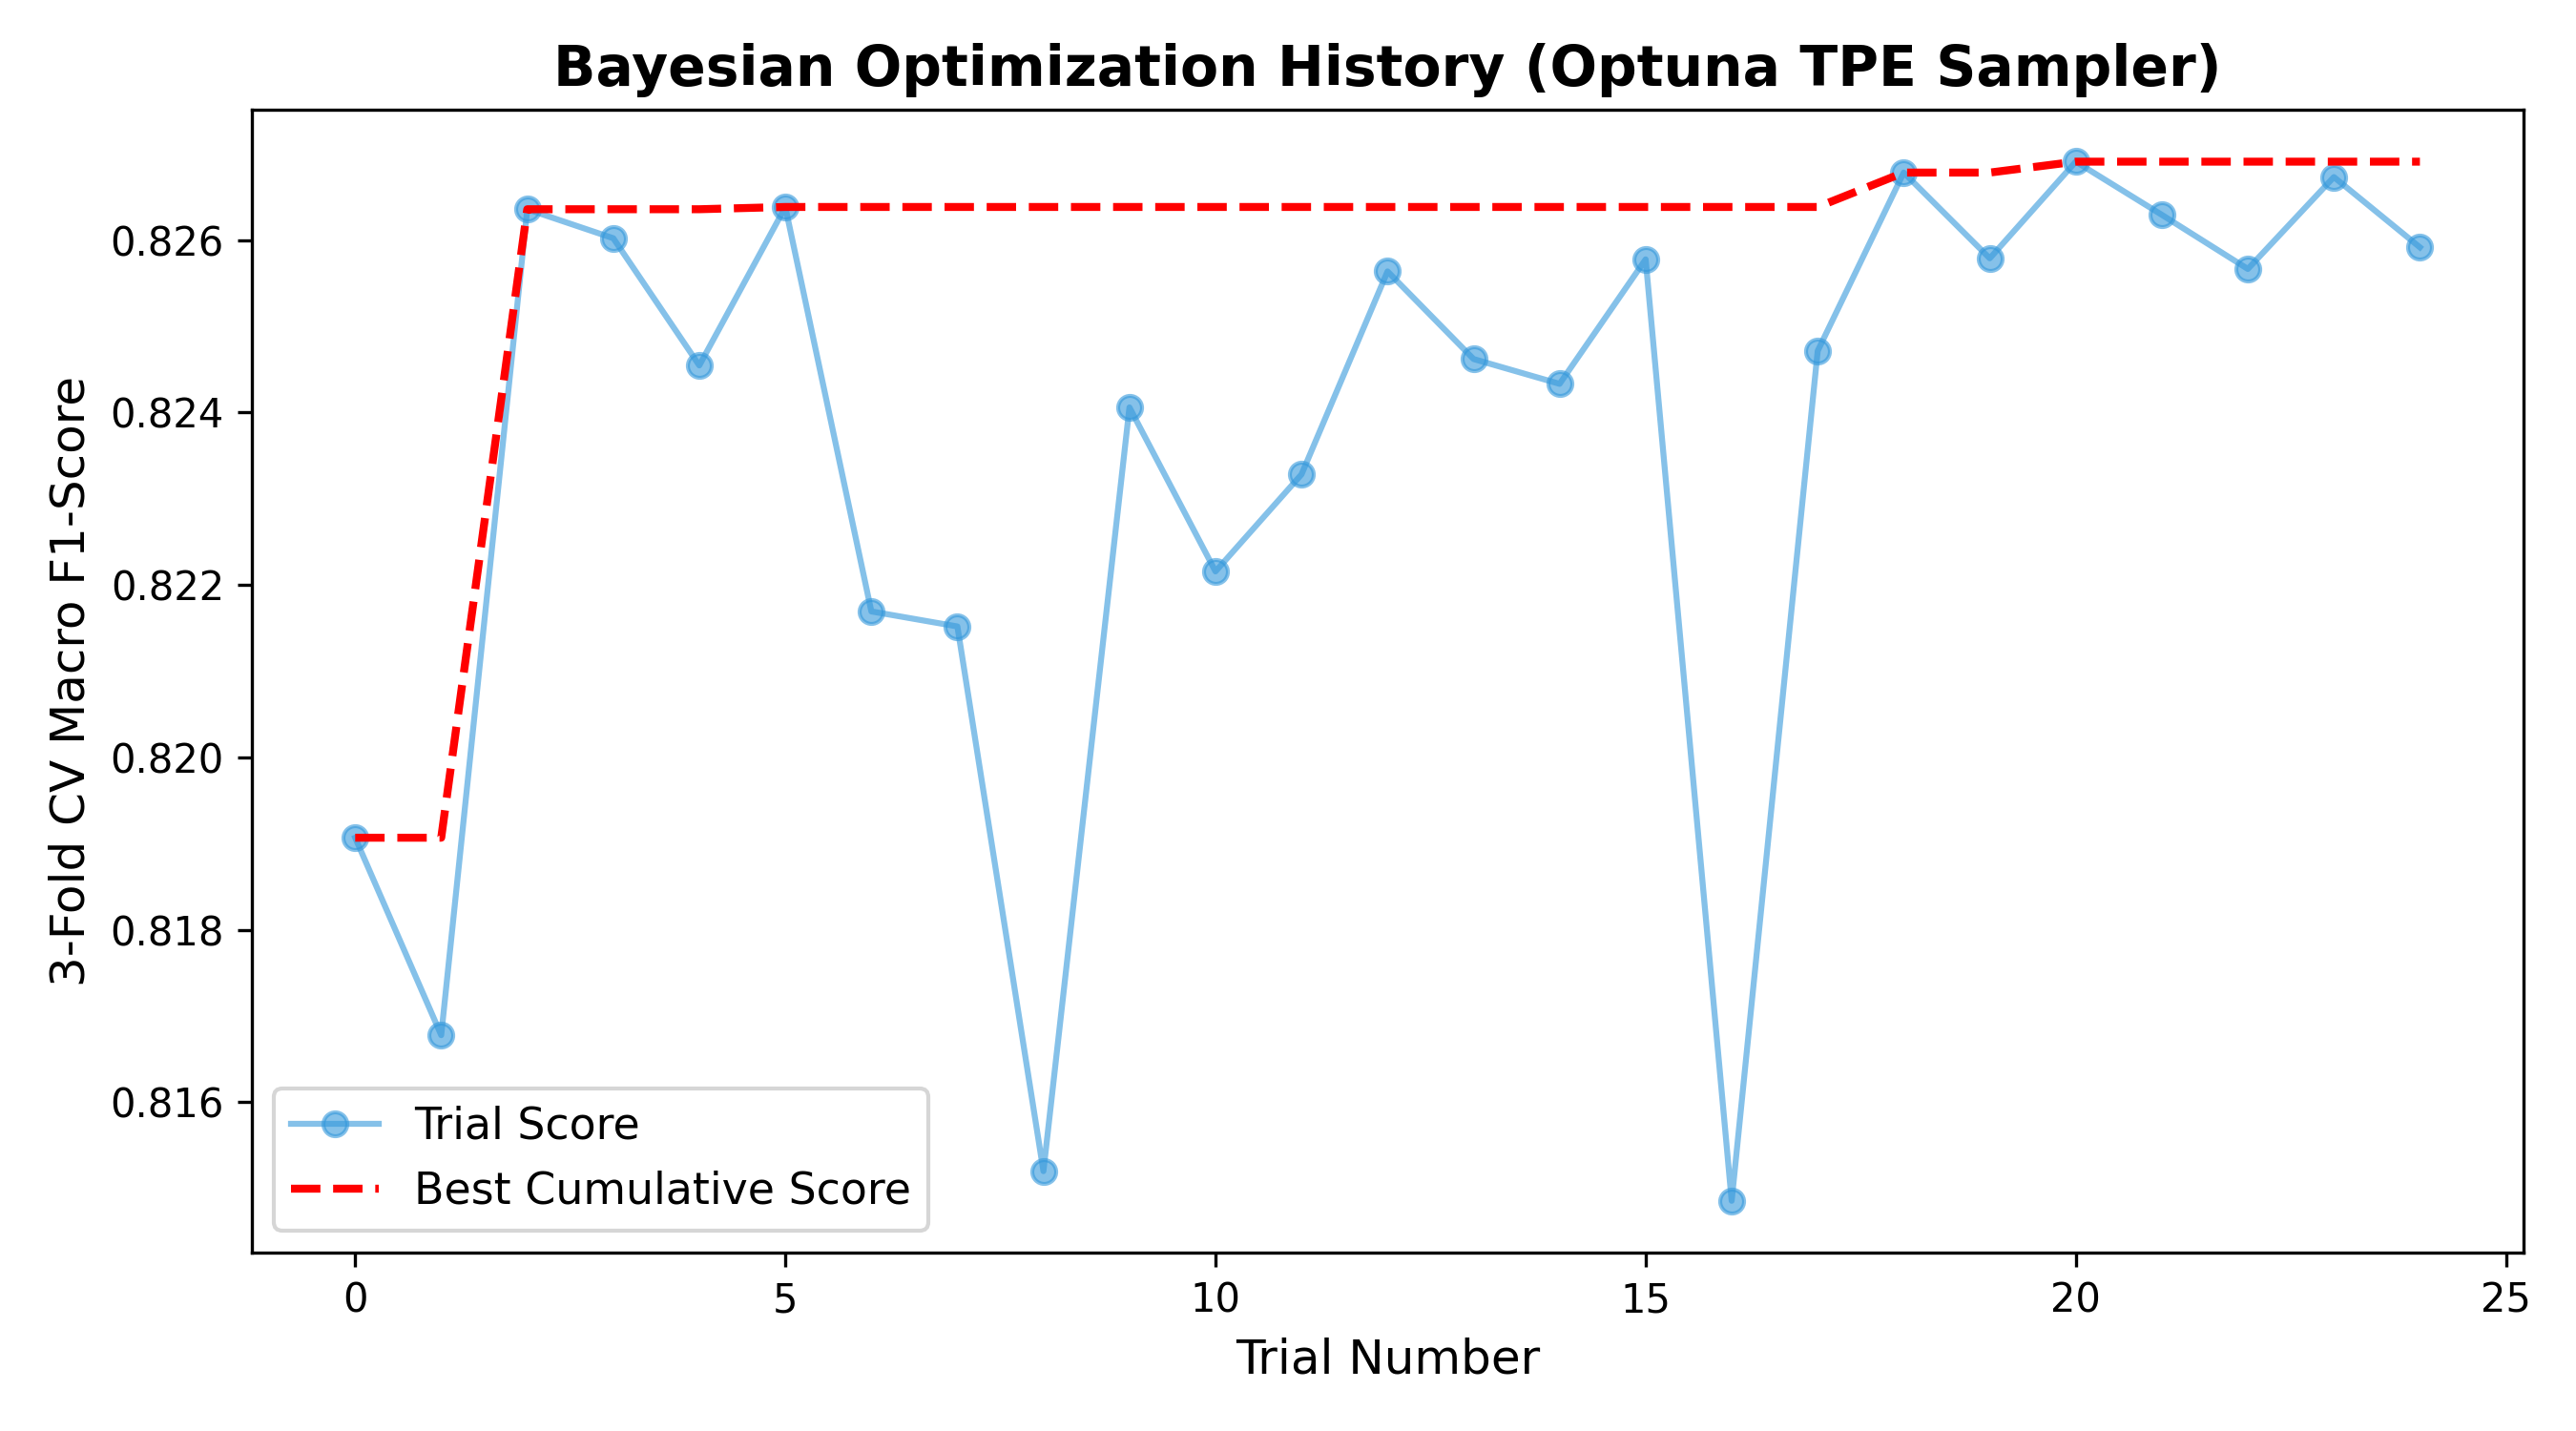 Bayesian Optimization History (Optuna TPE Sampler)
3-Fold CV Macro F1-Score
0.826
0.824
0.822
0.820
0.818
0.816
Trial Score
Best Cumulative Score
0 5 10 15 20 25
Trial Number